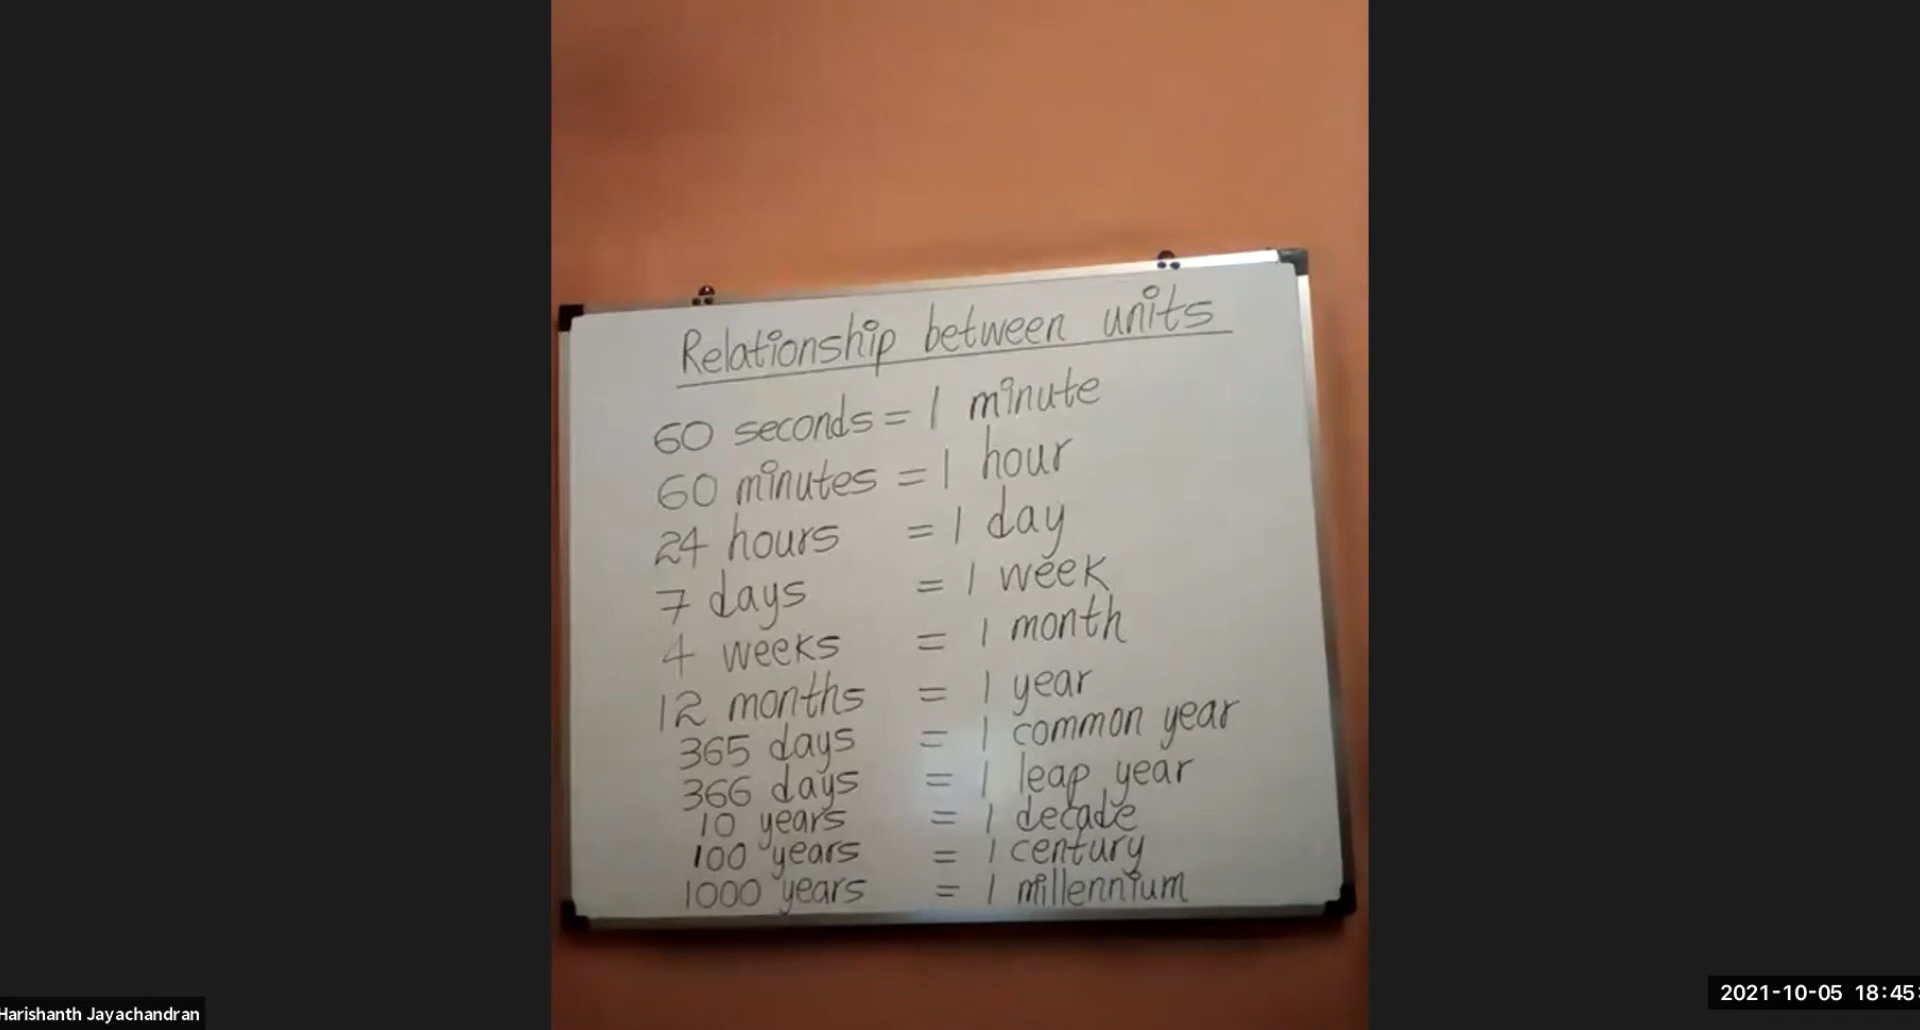 Relationship between units
60 seconds = 1 minute
60 minutes = 1 hour
24 hours = 1 day
7 days = 1 week
4 weeks = 1 month
12 months = 1 year
365 days = 1 common year
366 days = 1 leap year
10 years = 1 decade
100 years = 1 century
1000 years = 1 millennium
Harishanth Jayachandran
2021-10-05 18:45: